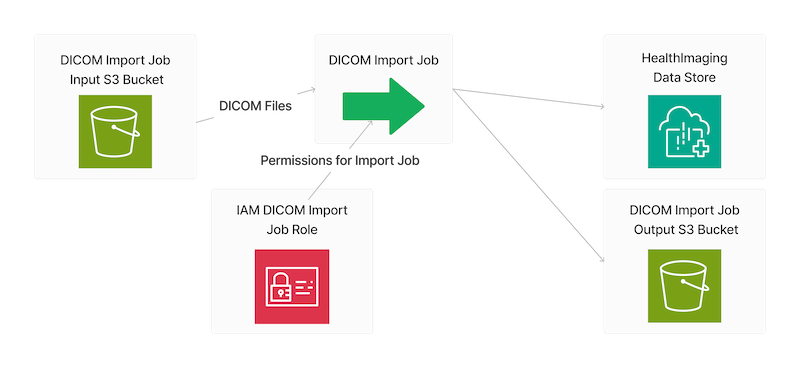 DICOM Import Job
Input S3 Bucket
DICOM Files
DICOM Import Job
Permissions for Import Job
IAM DICOM Import
Job Role
HealthImaging
Data Store
DICOM Import Job
Output S3 Bucket